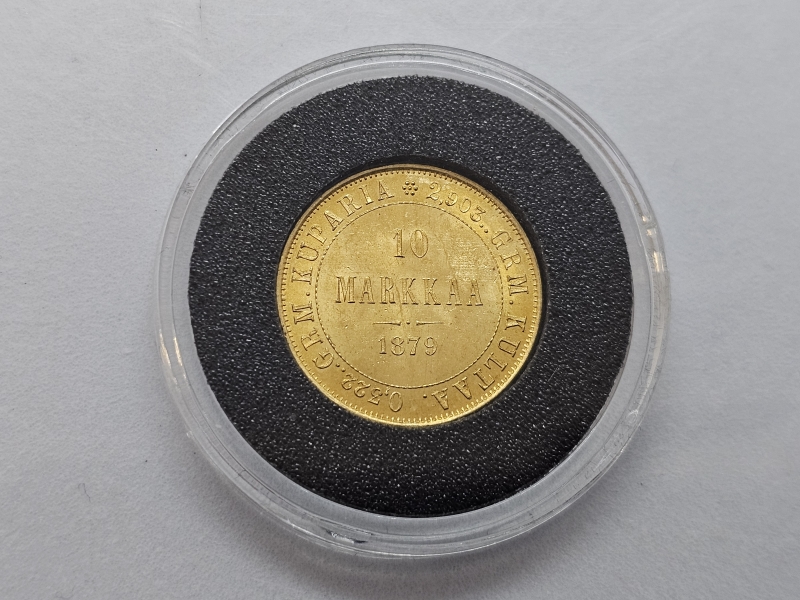 10
MARKKAA
1879
2,903.. GRM. KULTAA. 0,322.. GRM. KUPARIA